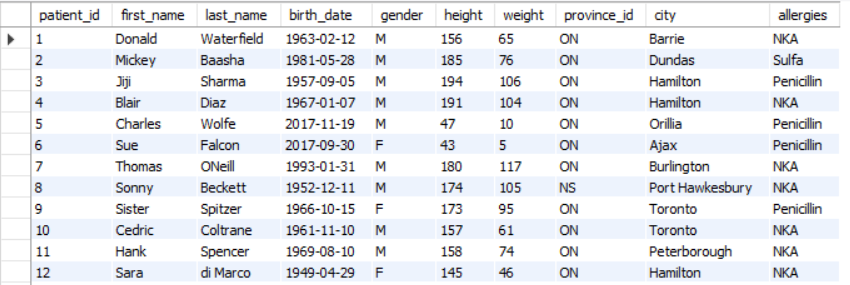 patient_id first_name last_name birth_date gender height weight province_id city allergies
1 Donald Waterfield 1963-02-12 M 156 65 ON Barrie NKA
2 Mickey Baasha 1981-05-28 M 185 76 ON Dundas Sulfa
3 Jiji Sharma 1957-09-05 M 194 106 ON Hamilton Penicillin
4 Blair Diaz 1967-01-07 M 191 104 ON Hamilton NKA
5 Charles Wolfe 2017-11-19 M 47 10 ON Orillia Penicillin
6 Sue Falcon 2017-09-30 F 43 5 ON Ajax Penicillin
7 Thomas ONeill 1993-01-31 M 180 117 ON Burlington NKA
8 Sonny Beckett 1952-12-11 M 174 105 NS Port Hawkesbury NKA
9 Sister Spitzer 1966-10-15 F 173 95 ON Toronto Penicillin
10 Cedric Coltrane 1961-11-10 M 157 61 ON Toronto NKA
11 Hank Spencer 1969-08-10 M 158 74 ON Peterborough NKA
12 Sara di Marco 1949-04-29 F 145 46 ON Hamilton NKA